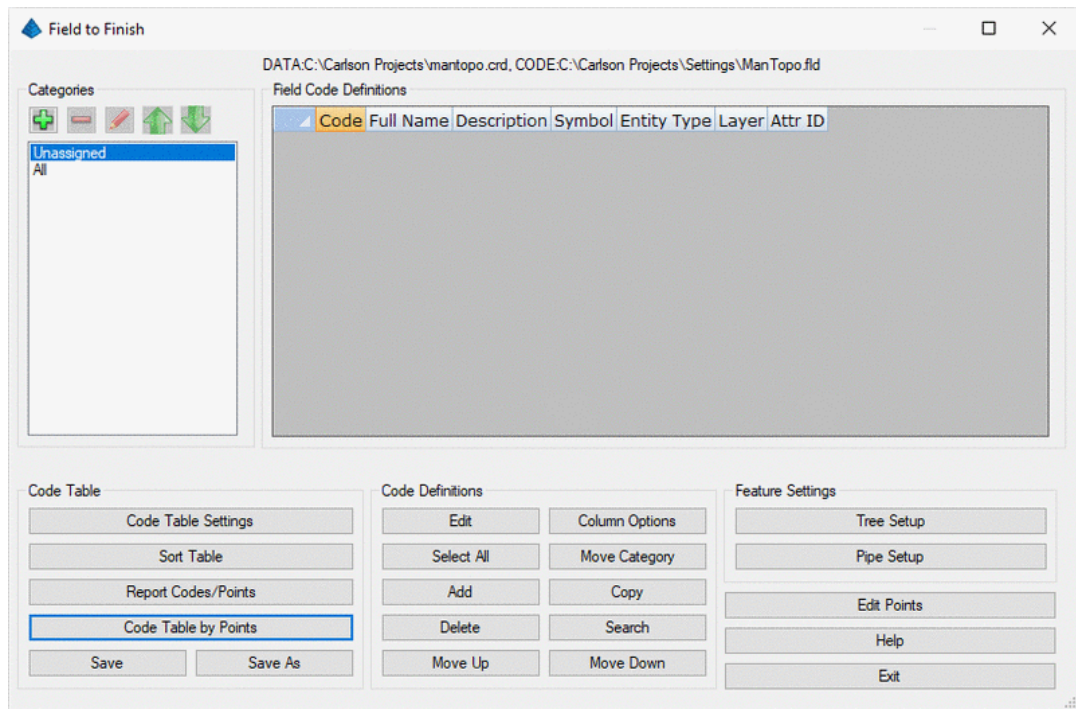 Field to Finish
DATA:C:\Carlson Projects\mantopo.crd, CODE:C:\Carlson Projects\Settings\ManTopo.fld
Categories
Field Code Definitions
Code Full Name Description Symbol Entity Type Layer Attr ID
Unassigned
All
Code Table
Code Definitions
Feature Settings
Code Table Settings
Edit
Column Options
Tree Setup
Sort Table
Select All
Move Category
Pipe Setup
Report Codes/Points
Add
Copy
Edit Points
Code Table by Points
Delete
Search
Help
Save
Save As
Move Up
Move Down
Exit